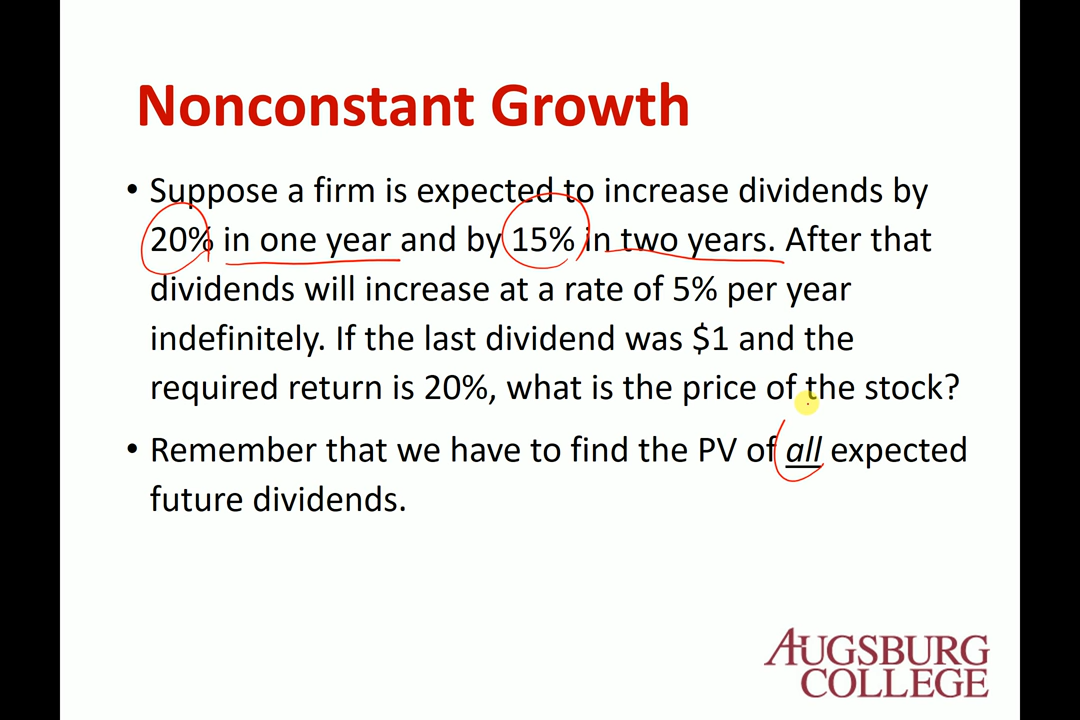 Nonconstant Growth
• Suppose a firm is expected to increase dividends by
20% in one year and by 15% in two years. After that
dividends will increase at a rate of 5% per year
indefinitely. If the last dividend was $1 and the
required return is 20%, what is the price of the stock?
• Remember that we have to find the PV of all expected
future dividends.
AUGSBURG
COLLEGE